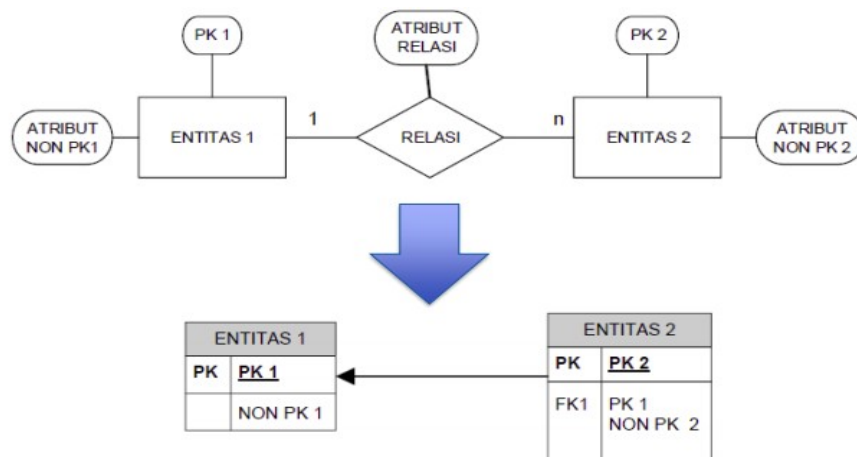 PK 1
ATRIBUT
RELASI
PK 2
ATRIBUT
NON PK1
ENTITAS 1
1
RELASI
n
ENTITAS 2
ATRIBUT
NON PK 2
ENTITAS 1
PK PK 1
NON PK 1
ENTITAS 2
PK PK 2
FK1 PK 1
NON PK 2